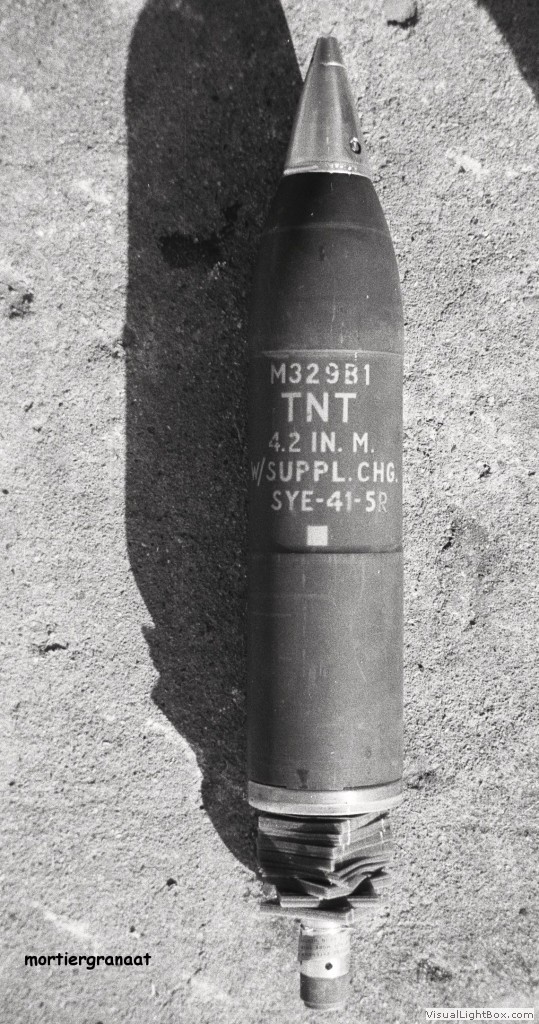 M329B1
TNT
4.2 IN. M.
W/SUPPL. CHG.
SYE-41-5R
mortiergranaat
VisualLightBox.com